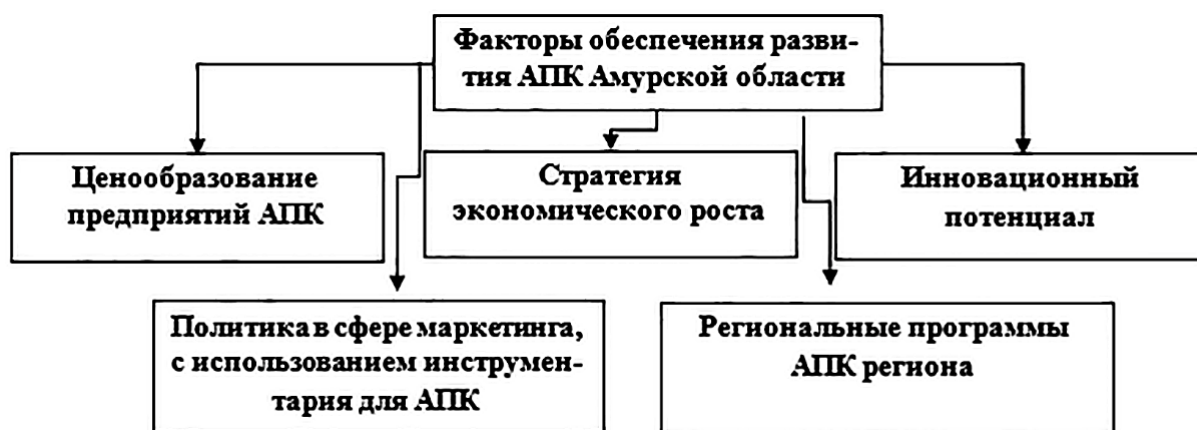 Факторы обеспечения разви-
тия АПК Амурской области
Ценообразование
предприятий АПК
Стратегия
экономического роста
Инновационный
потенциал
Политика в сфере маркетинга,
с использованием инструмен-
тария для АПК
Региональные программы
АПК региона